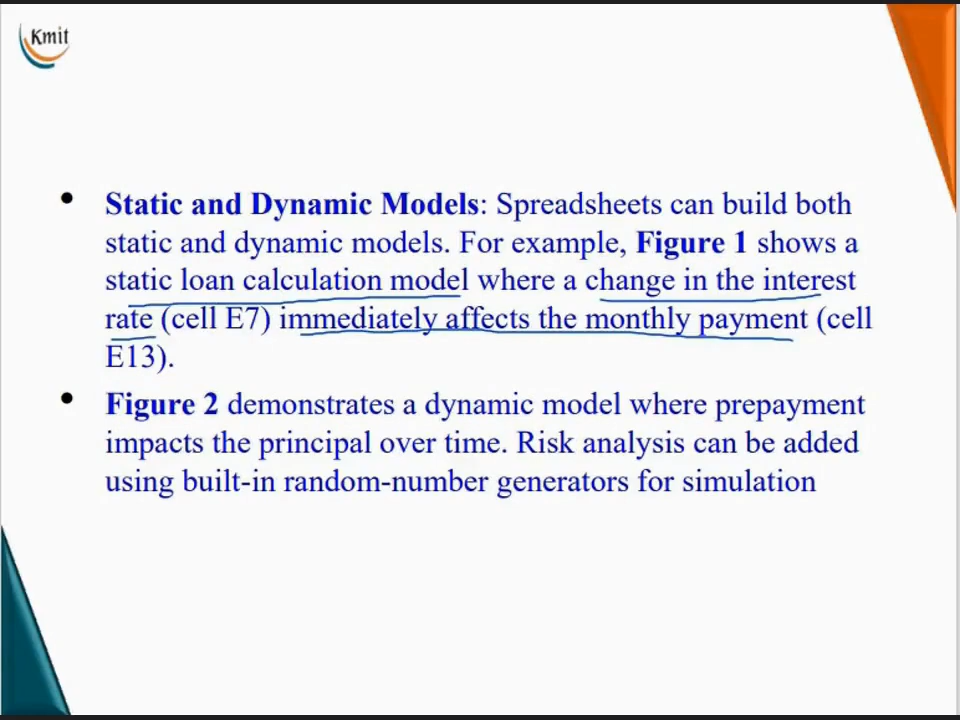 Kmit
• Static and Dynamic Models: Spreadsheets can build both
static and dynamic models. For example, Figure 1 shows a
static loan calculation model where a change in the interest
rate (cell E7) immediately affects the monthly payment (cell
E13).
• Figure 2 demonstrates a dynamic model where prepayment
impacts the principal over time. Risk analysis can be added
using built-in random-number generators for simulation